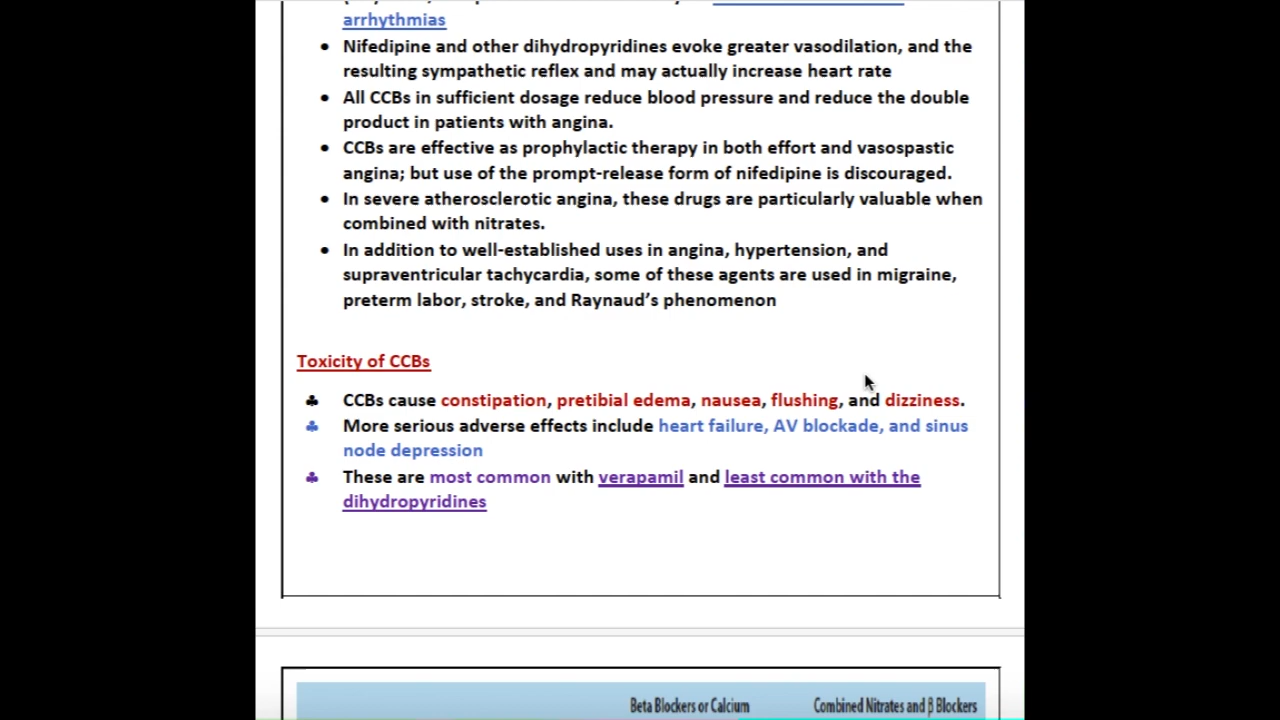 arrhythmias
• Nifedipine and other dihydropyridines evoke greater vasodilation, and the
resulting sympathetic reflex and may actually increase heart rate
• All CCBs in sufficient dosage reduce blood pressure and reduce the double
product in patients with angina.
• CCBs are effective as prophylactic therapy in both effort and vasospastic
angina; but use of the prompt-release form of nifedipine is discouraged.
• In severe atherosclerotic angina, these drugs are particularly valuable when
combined with nitrates.
• In addition to well-established uses in angina, hypertension, and
supraventricular tachycardia, some of these agents are used in migraine,
preterm labor, stroke, and Raynaud’s phenomenon
Toxicity of CCBs
♣ CCBs cause constipation, pretibial edema, nausea, flushing, and dizziness.
♣ More serious adverse effects include heart failure, AV blockade, and sinus
node depression
♣ These are most common with verapamil and least common with the
dihydropyridines
Beta Blockers or Calcium Combined Nitrates and β Blockers